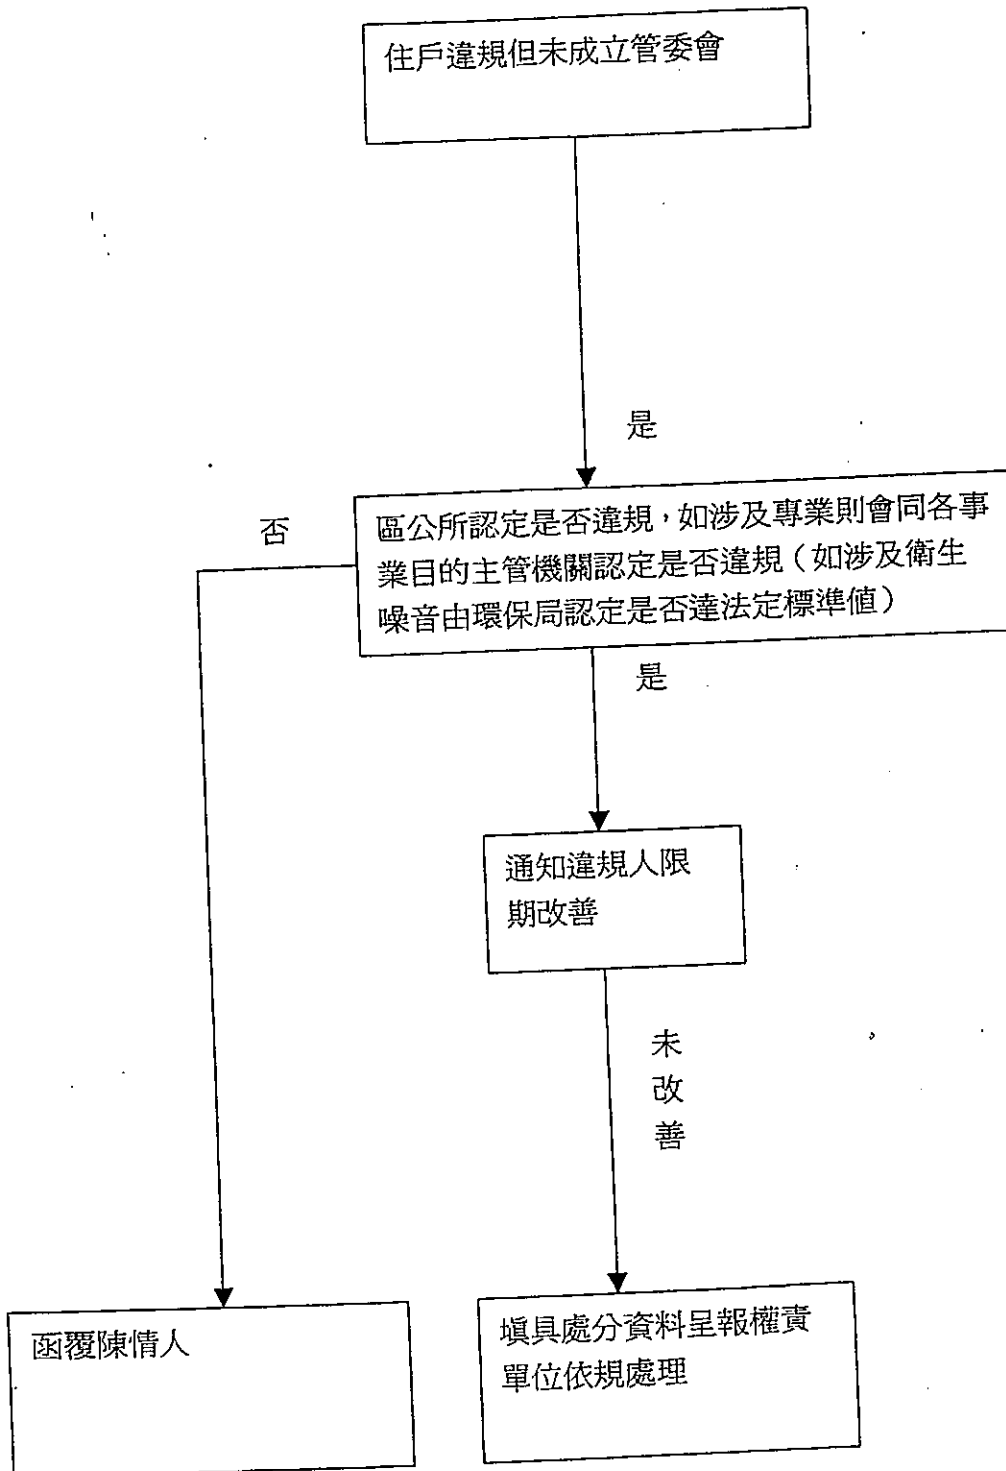 住戶違規但未成立管委會
是
否
區公所認定是否違規，如涉及專業則會同各事
業目的主管機關認定是否違規（如涉及衛生
噪音由環保局認定是否達法定標準值）
是
通知違規人限
期改善
未
改
善
函覆陳情人
填具處分資料呈報權責
單位依規處理